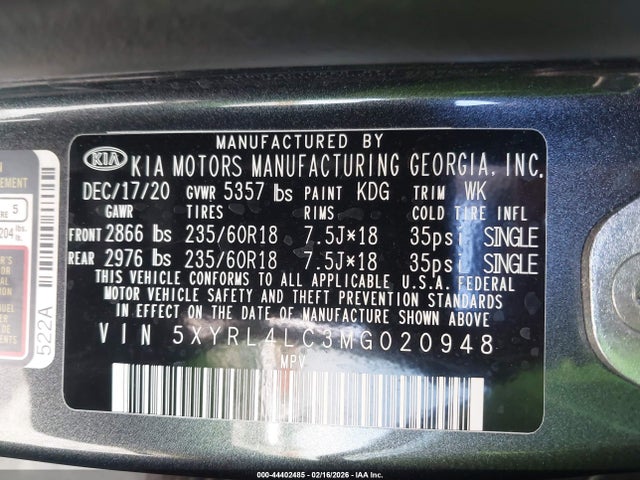 MANUFACTURED BY
KIA KIA MOTORS MANUFACTURING GEORGIA, INC.
DEC/17/20 GVWR 5357 lbs PAINT KDG TRIM WK
GAWR TIRES RIMS COLD TIRE INFL
FRONT 2866 lbs 235/60R18 7.5J×18 35psi SINGLE
REAR 2976 lbs 235/60R18 7.5J×18 35psi SINGLE
THIS VEHICLE CONFORMS TO ALL APPLICABLE U.S.A. FEDERAL
MOTOR VEHICLE SAFETY AND THEFT PREVENTION STANDARDS
IN EFFECT ON THE DATE OF MANUFACTURE SHOWN ABOVE.
VIN 5XYRL4LC3MG020948
MPV
522A
5
204 lbs.
000-44402485 - 02/16/2026 - IAA Inc.